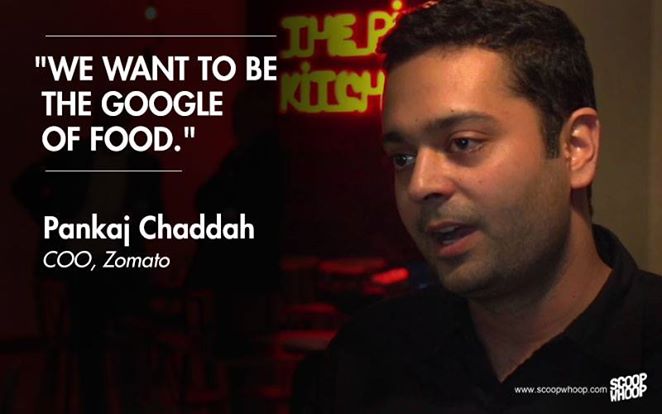 "WE WANT TO BE
THE GOOGLE
OF FOOD."
Pankaj Chaddah
COO, Zomato
www.scoopwhoop.com
SCOOP
WHOOP